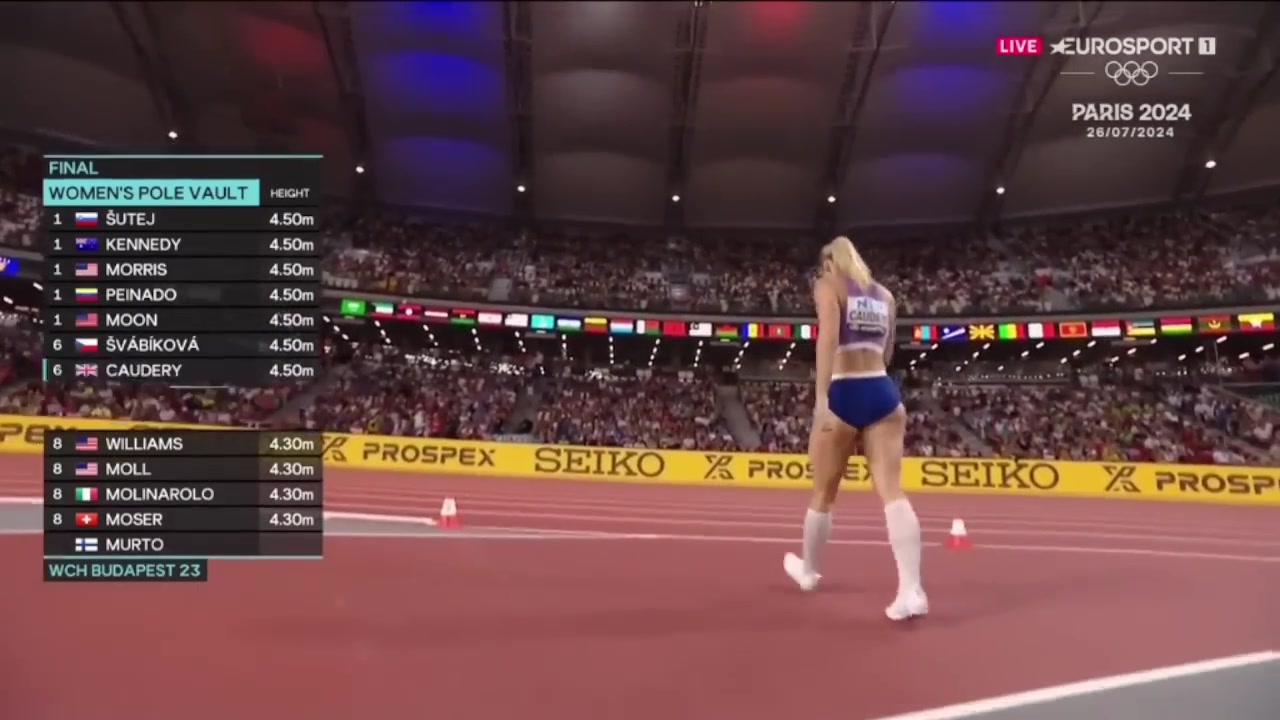 LIVE EUROSPORT 1
PARIS 2024
26/07/2024
FINAL
WOMEN'S POLE VAULT HEIGHT
1 ŠUTEJ 4.50m
1 KENNEDY 4.50m
1 MORRIS 4.50m
1 PEINADO 4.50m
1 MOON 4.50m
6 ŠVÁBÍKOVÁ 4.50m
6 CAUDERY 4.50m
8 WILLIAMS 4.30m
8 MOLL 4.30m
8 MOLINAROLO 4.30m
8 MOSER 4.30m
MURTO
WCH BUDAPEST 23
CAUDERY
PROSPEX SEIKO PROSPEX SEIKO PROSP